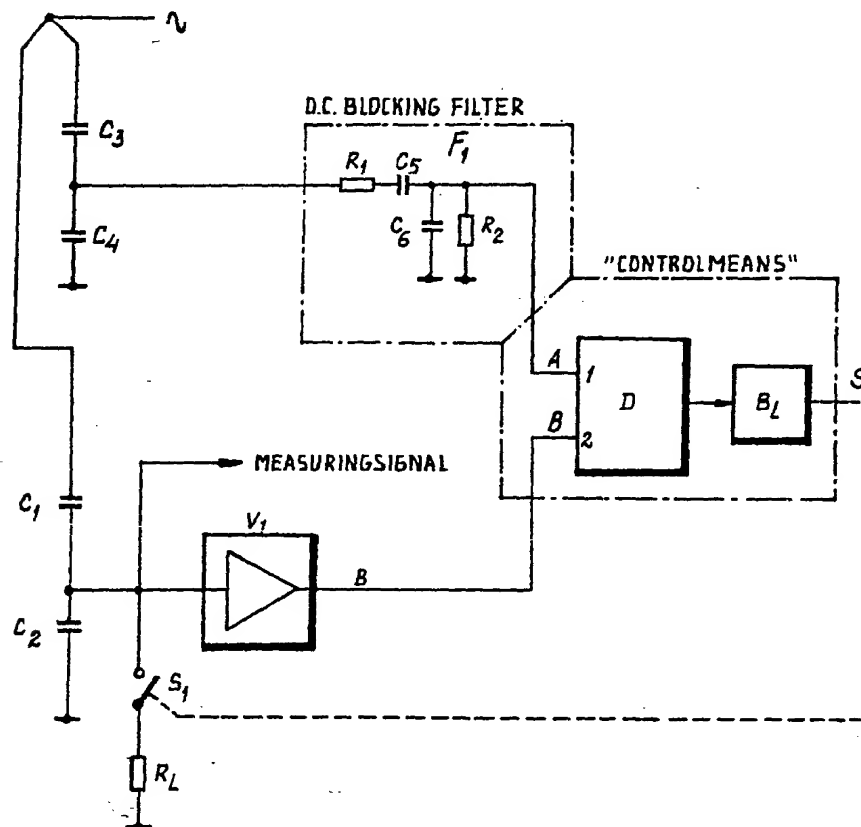 ∿
C3
D.C. BLOCKING FILTER
F1
R1 C5
C4
C6 R2
"CONTROLMEANS"
A 1
D
BL
S
B 2
MEASURINGSIGNAL
C1
V1
B
C2
S1
RL